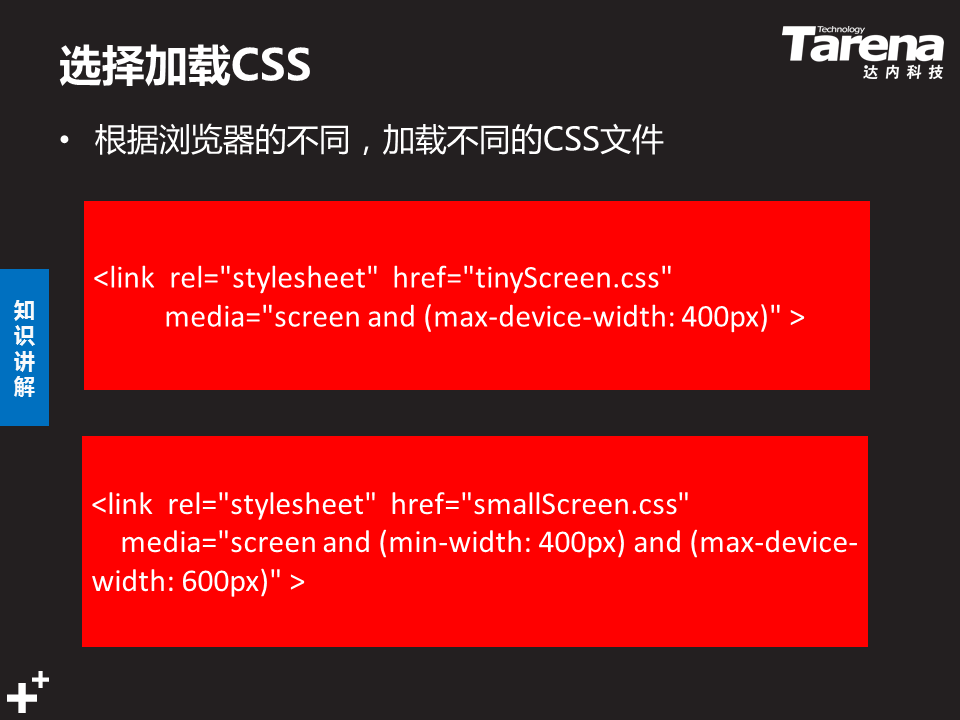 选择加载CSS
Technology
Tarena
达内科技
• 根据浏览器的不同，加载不同的CSS文件
<link rel="stylesheet" href="tinyScreen.css"
media="screen and (max-device-width: 400px)" >
知
识
讲
解
<link rel="stylesheet" href="smallScreen.css"
media="screen and (min-width: 400px) and (max-device-
width: 600px)" >